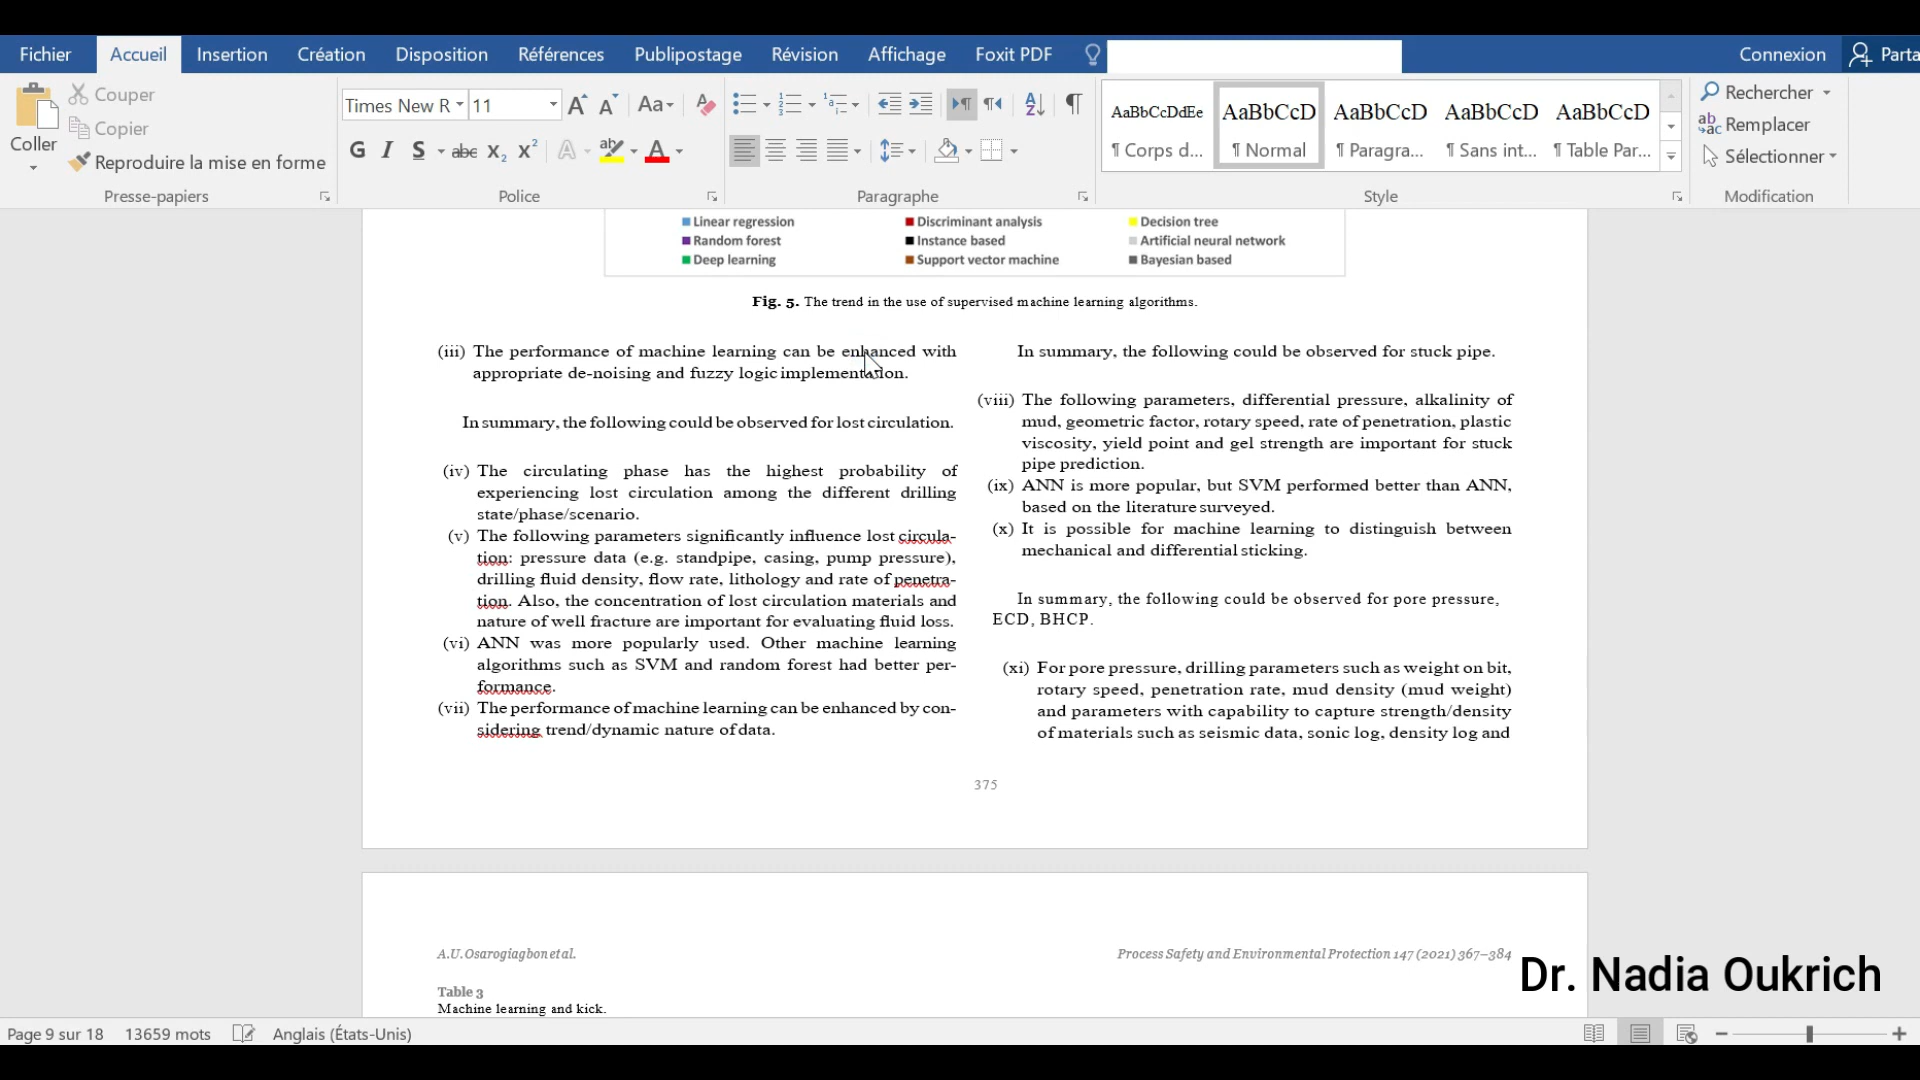 Fichier
Accueil
Insertion
Création
Disposition
Références
Publipostage
Révision
Affichage
Foxit PDF
Connexion
Parta
Coller
Couper
Copier
Reproduire la mise en forme
Presse-papiers
Times New R
11
Aa
G I S abc X₂ X²
ab
A
Police
Paragraphe
AaBbCcDdEe
¶ Corps d...
AaBbCcD
¶ Normal
AaBbCcD
¶ Paragra...
AaBbCcD
¶ Sans int...
AaBbCcD
¶ Table Par...
Style
Rechercher
Remplacer
Sélectionner
Modification
Linear regression
Discriminant analysis
Decision tree
Random forest
Instance based
Artificial neural network
Deep learning
Support vector machine
Bayesian based
Fig. 5. The trend in the use of supervised machine learning algorithms.
(iii) The performance of machine learning can be enhanced with
appropriate de-noising and fuzzy logic implementation.
In summary, the following could be observed for lost circulation.
(iv) The circulating phase has the highest probability of
experiencing lost circulation among the different drilling
state/phase/scenario.
(v) The following parameters significantly influence lost circula-
tion: pressure data (e.g. standpipe, casing, pump pressure),
drilling fluid density, flow rate, lithology and rate of penetra-
tion. Also, the concentration of lost circulation materials and
nature of well fracture are important for evaluating fluid loss.
(vi) ANN was more popularly used. Other machine learning
algorithms such as SVM and random forest had better per-
formance.
(vii) The performance of machine learning can be enhanced by con-
sidering trend/dynamic nature of data.
In summary, the following could be observed for stuck pipe.
(viii) The following parameters, differential pressure, alkalinity of
mud, geometric factor, rotary speed, rate of penetration, plastic
viscosity, yield point and gel strength are important for stuck
pipe prediction.
(ix) ANN is more popular, but SVM performed better than ANN,
based on the literature surveyed.
(x) It is possible for machine learning to distinguish between
mechanical and differential sticking.
In summary, the following could be observed for pore pressure,
ECD, BHCP.
(xi) For pore pressure, drilling parameters such as weight on bit,
rotary speed, penetration rate, mud density (mud weight)
and parameters with capability to capture strength/density
of materials such as seismic data, sonic log, density log and
375
A.U. Osarogiagbon et al.
Process Safety and Environmental Protection 147 (2021) 367–384
Table 3
Machine learning and kick.
Dr. Nadia Oukrich
Page 9 sur 18
13659 mots
Anglais (États-Unis)